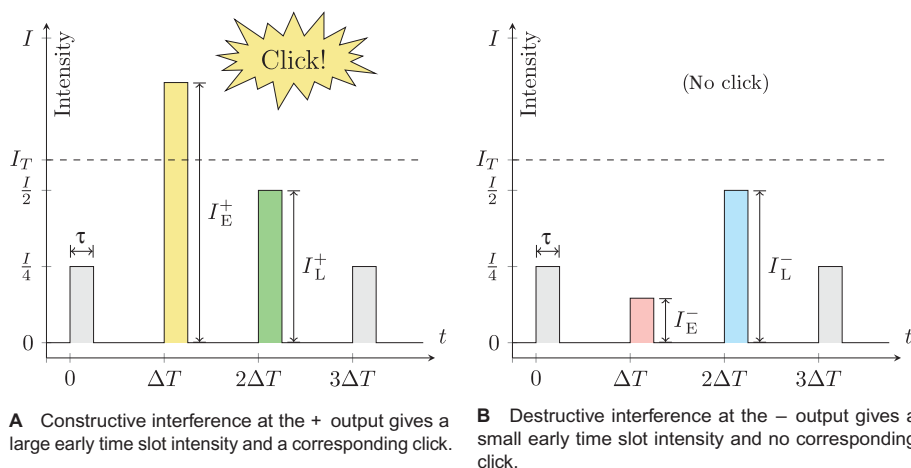 I
Intensity
Click!
I_T
I/2
I_E^+
τ
I_L^+
I/4
0
t
0 ΔT 2ΔT 3ΔT
A Constructive interference at the + output gives a
large early time slot intensity and a corresponding click.
I
Intensity
(No click)
I_T
I/2
τ
I_L^-
I/4
I_E^-
0
t
0 ΔT 2ΔT 3ΔT
B Destructive interference at the − output gives a
small early time slot intensity and no corresponding
click.